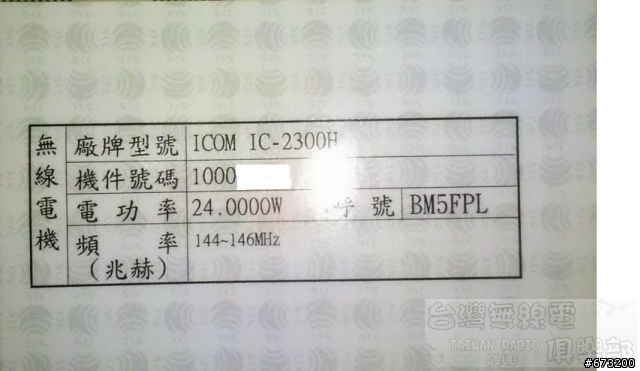 無線電機
廠牌型號 ICOM IC-2300H
機件號碼 1000
電功率 24.0000W 呼號 BM5FPL
頻率 144~146MHz
(兆赫)
台灣無線電
TAIWAN RADIO
CLUB 俱樂部
#673200